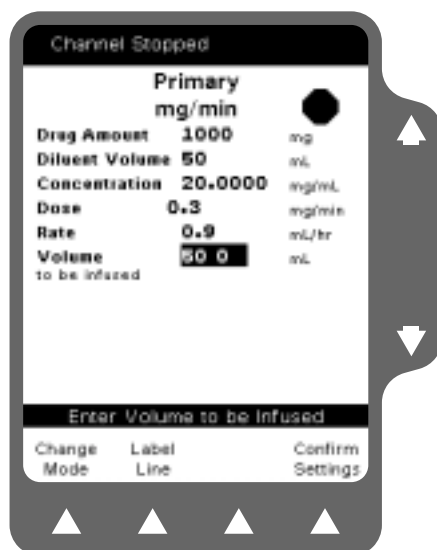 Channel Stopped
Primary
mg/min
Drug Amount 1000 mg
Diluent Volume 50 mL
Concentration 20.0000 mg/mL
Dose 0.3 mg/min
Rate 0.9 mL/hr
Volume 50 0 mL
to be infused
Enter Volume to be Infused
Change Label Confirm
Mode Line Settings